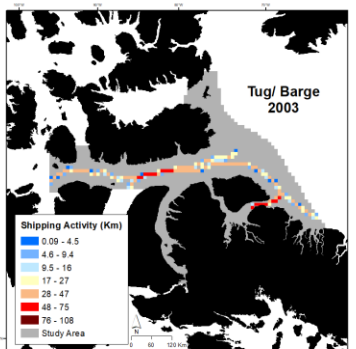 Tug/ Barge
2003
Shipping Activity (Km)
0.09 - 4.5
4.6 - 9.4
9.5 - 16
17 - 27
28 - 47
48 - 75
76 - 108
Study Area
N
0 60 120 Km